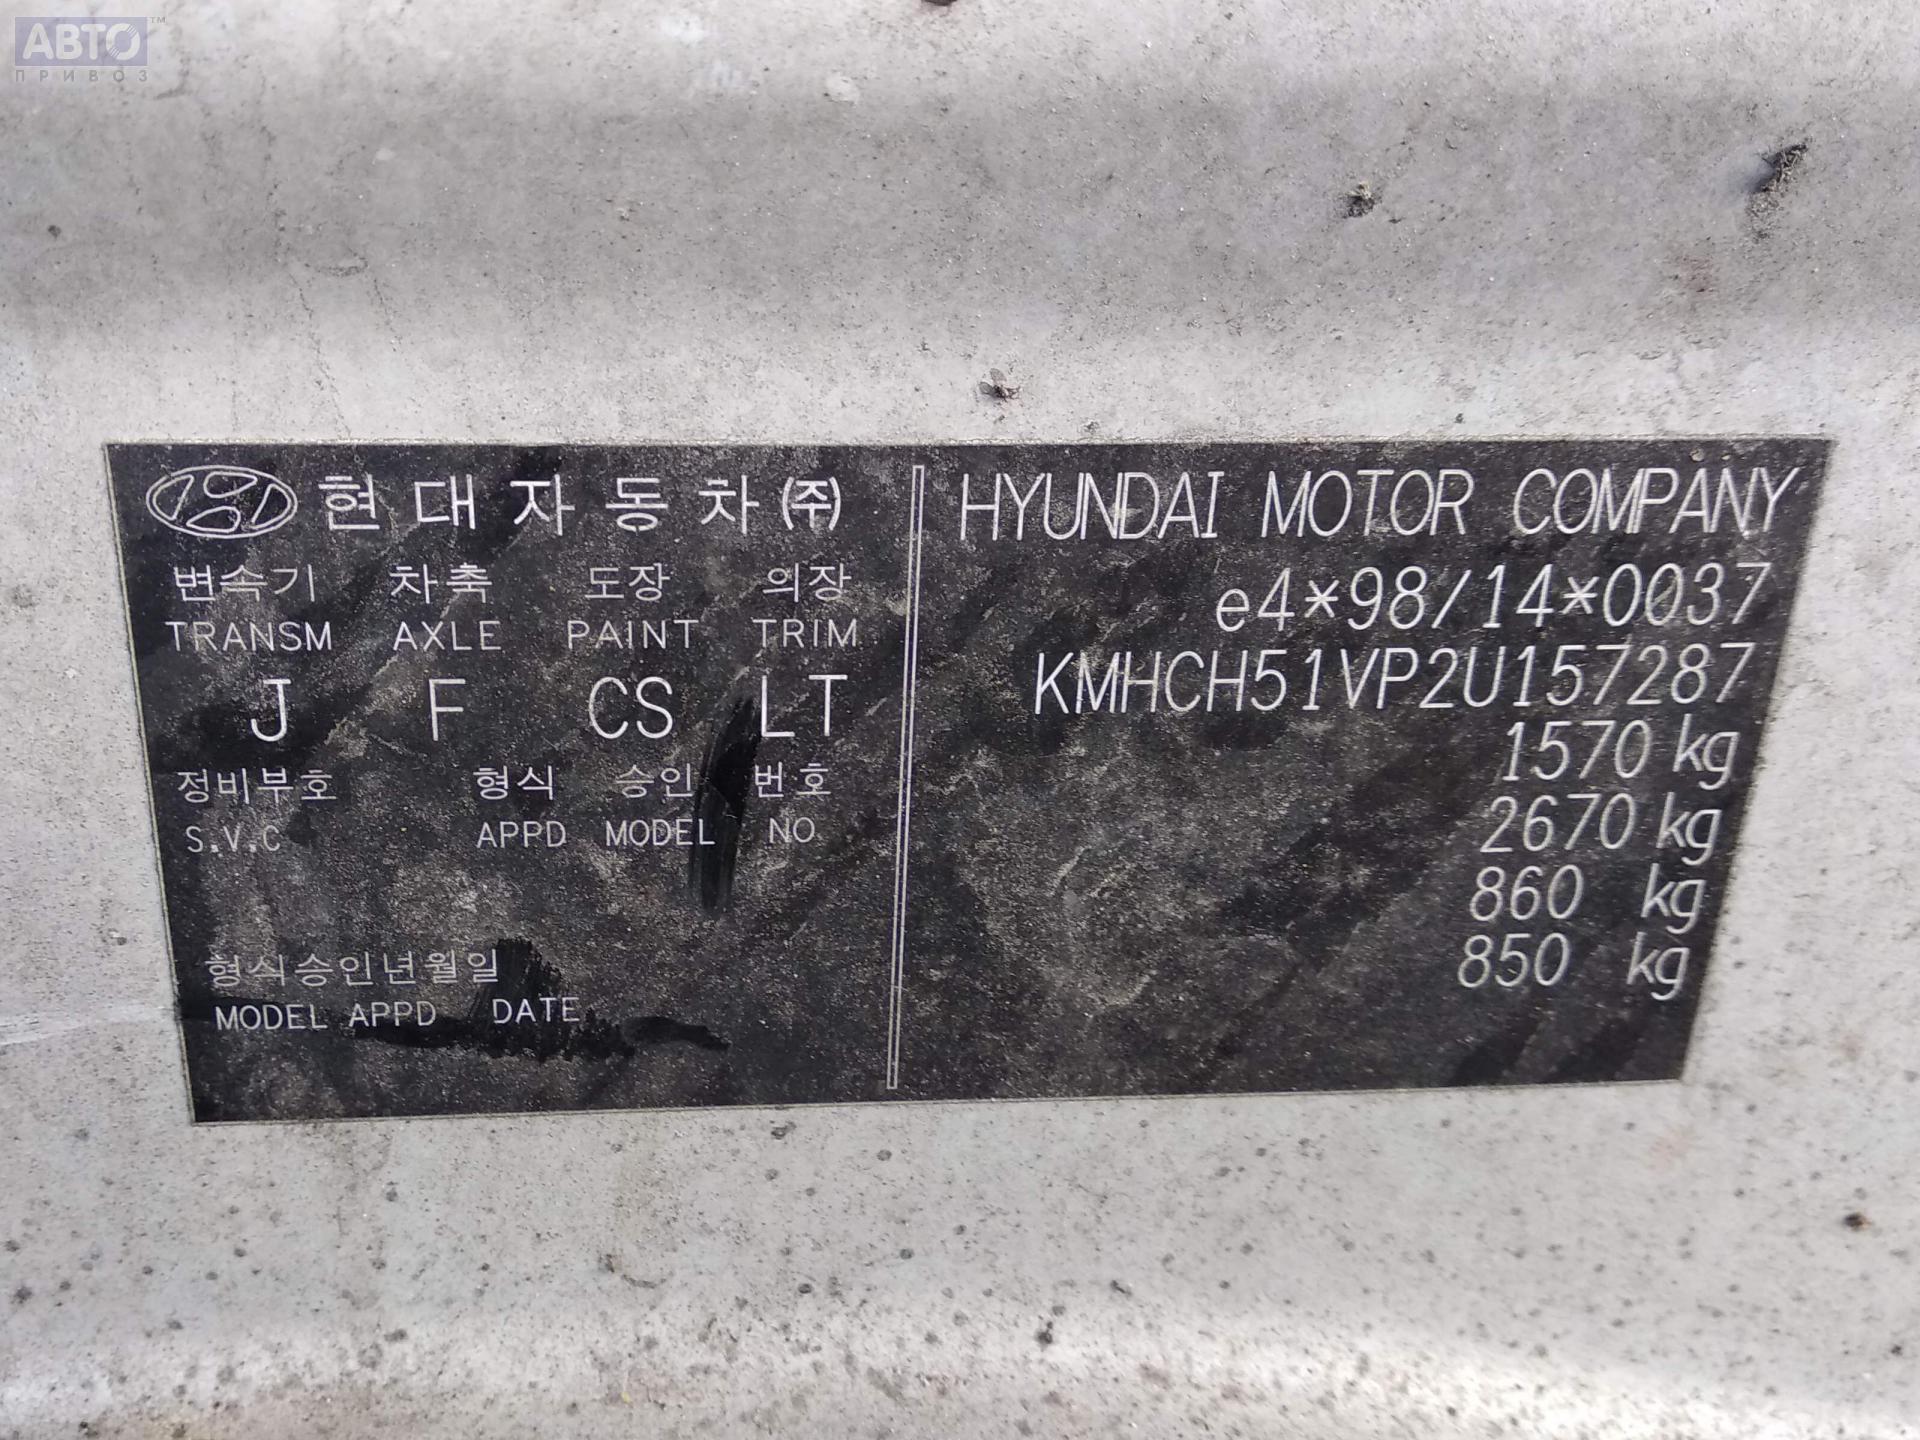 АВТО™
ПРИВОЗ
현대자동차(주)
변속기 차축 도장 의장
TRANSM AXLE PAINT TRIM
J F CS LT
정비부호 형식 승인 번호
S.V.C APPD MODEL NO
형식승인년월일
MODEL APPD DATE
HYUNDAI MOTOR COMPANY
e4*98/14*0037
KMHCH51VP2U157287
1570 kg
2670 kg
860 kg
850 kg